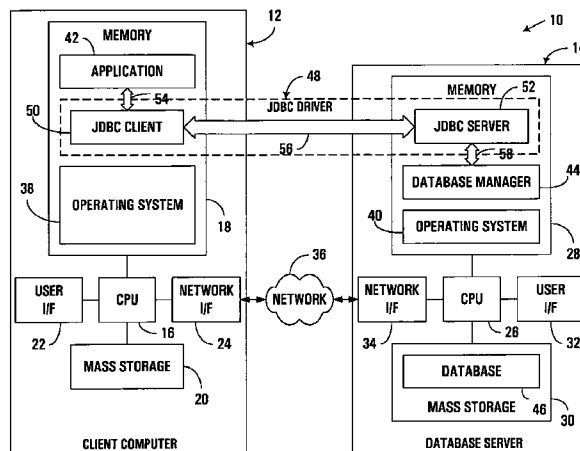 42
MEMORY
12
10
APPLICATION
14
54
48
MEMORY
52
50
JDBC DRIVER
JDBC CLIENT
JDBC SERVER
56
58
38
DATABASE MANAGER
44
OPERATING SYSTEM
40
OPERATING SYSTEM
18
36
28
USER
I/F
CPU
NETWORK
I/F
NETWORK
NETWORK
I/F
CPU
USER
I/F
22
16
24
34
26
32
MASS STORAGE
DATABASE
20
MASS STORAGE
46
30
CLIENT COMPUTER
DATABASE SERVER